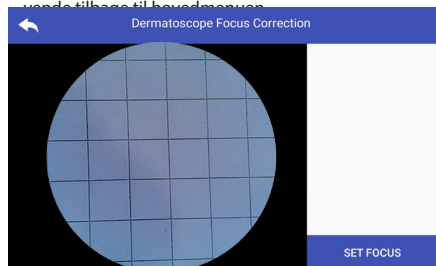 vende tilbage til hovedmenuen
Dermatoscope Focus Correction
SET FOCUS